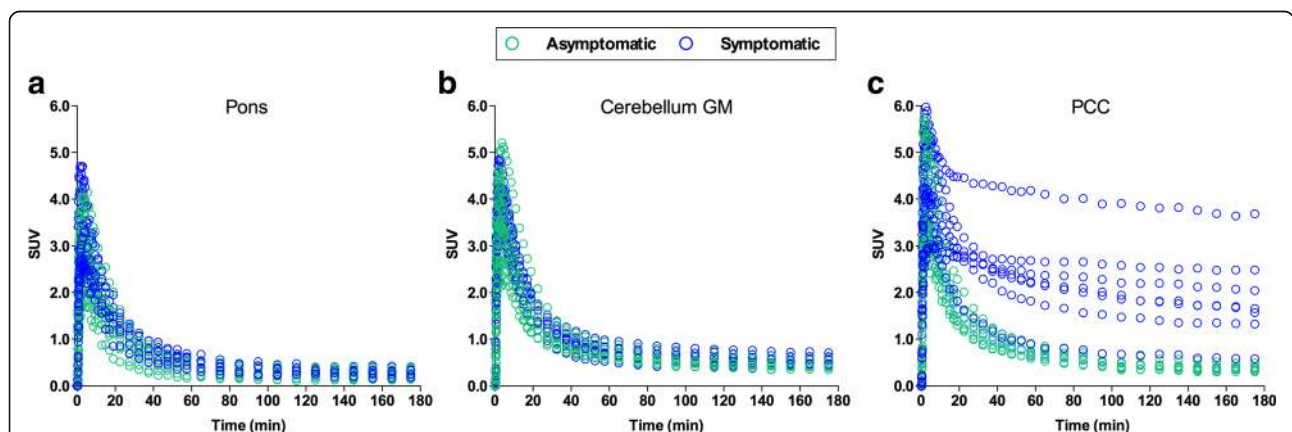 Asymptomatic Symptomatic
a b c
Pons Cerebellum GM PCC
6.0 6.0 6.0
5.0 5.0 5.0
4.0 4.0 4.0
SUV 3.0 SUV 3.0 SUV 3.0
2.0 2.0 2.0
1.0 1.0 1.0
0.0 0.0 0.0
0 20 40 60 80 100 120 140 160 180 0 20 40 60 80 100 120 140 160 180 0 20 40 60 80 100 120 140 160 180
Time (min) Time (min) Time (min)